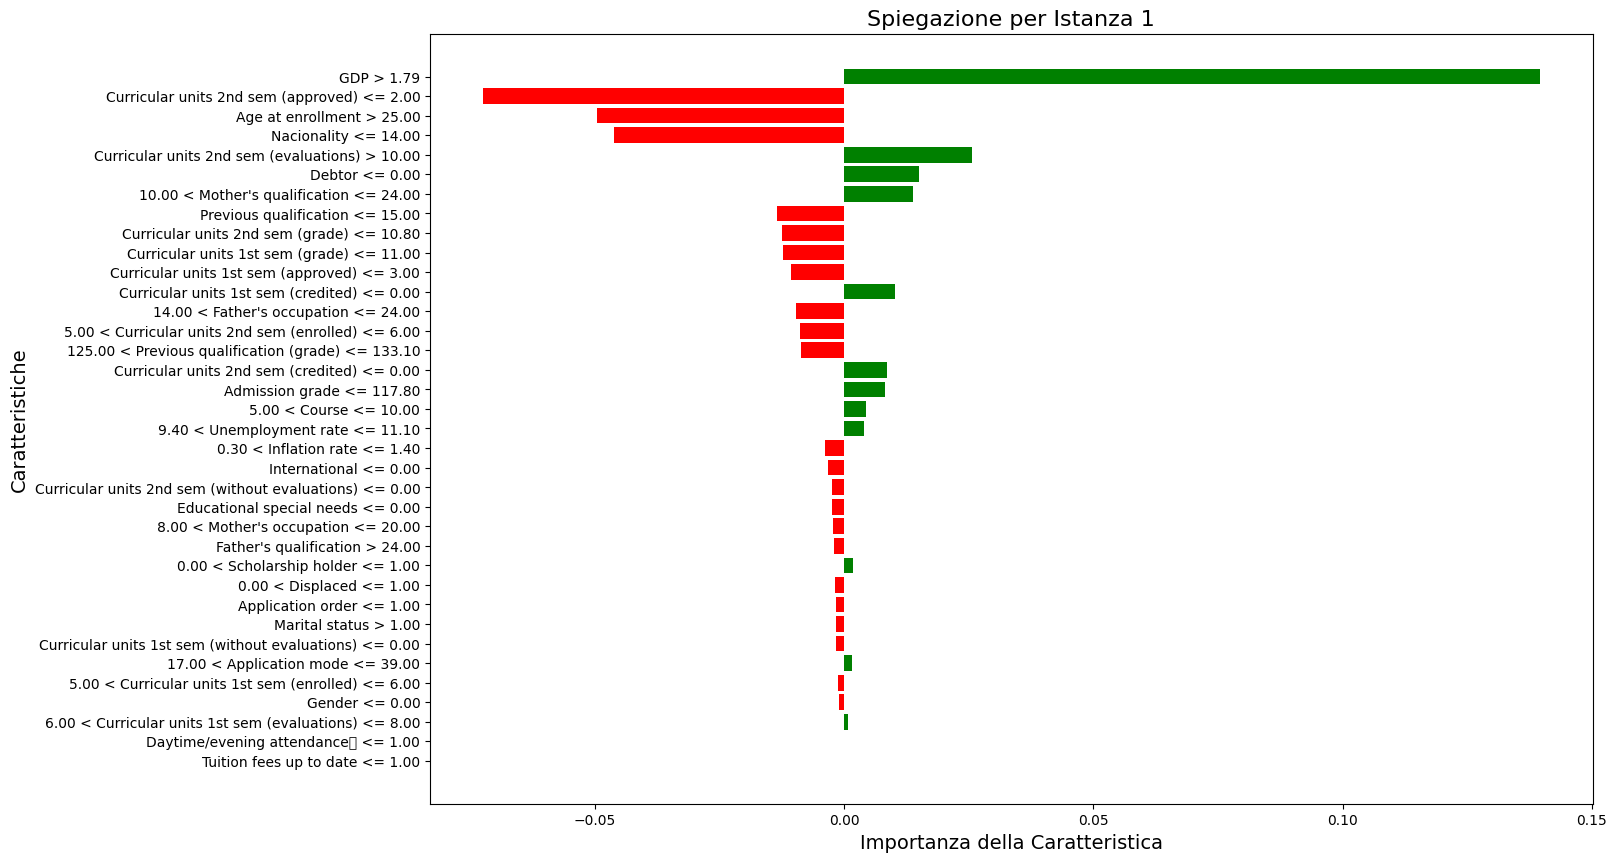 Spiegazione per Istanza 1
GDP > 1.79
Curricular units 2nd sem (approved) <= 2.00
Age at enrollment > 25.00
Nacionality <= 14.00
Curricular units 2nd sem (evaluations) > 10.00
Debtor <= 0.00
10.00 < Mother's qualification <= 24.00
Previous qualification <= 15.00
Curricular units 2nd sem (grade) <= 10.80
Curricular units 1st sem (grade) <= 11.00
Curricular units 1st sem (approved) <= 3.00
Curricular units 1st sem (credited) <= 0.00
14.00 < Father's occupation <= 24.00
5.00 < Curricular units 2nd sem (enrolled) <= 6.00
125.00 < Previous qualification (grade) <= 133.10
Curricular units 2nd sem (credited) <= 0.00
Admission grade <= 117.80
5.00 < Course <= 10.00
9.40 < Unemployment rate <= 11.10
0.30 < Inflation rate <= 1.40
International <= 0.00
Curricular units 2nd sem (without evaluations) <= 0.00
Educational special needs <= 0.00
8.00 < Mother's occupation <= 20.00
Father's qualification > 24.00
0.00 < Scholarship holder <= 1.00
0.00 < Displaced <= 1.00
Application order <= 1.00
Marital status > 1.00
Curricular units 1st sem (without evaluations) <= 0.00
17.00 < Application mode <= 39.00
5.00 < Curricular units 1st sem (enrolled) <= 6.00
Gender <= 0.00
6.00 < Curricular units 1st sem (evaluations) <= 8.00
Daytime/evening attendance <= 1.00
Tuition fees up to date <= 1.00
Caratteristiche
−0.05 0.00 0.05 0.10 0.15
Importanza della Caratteristica